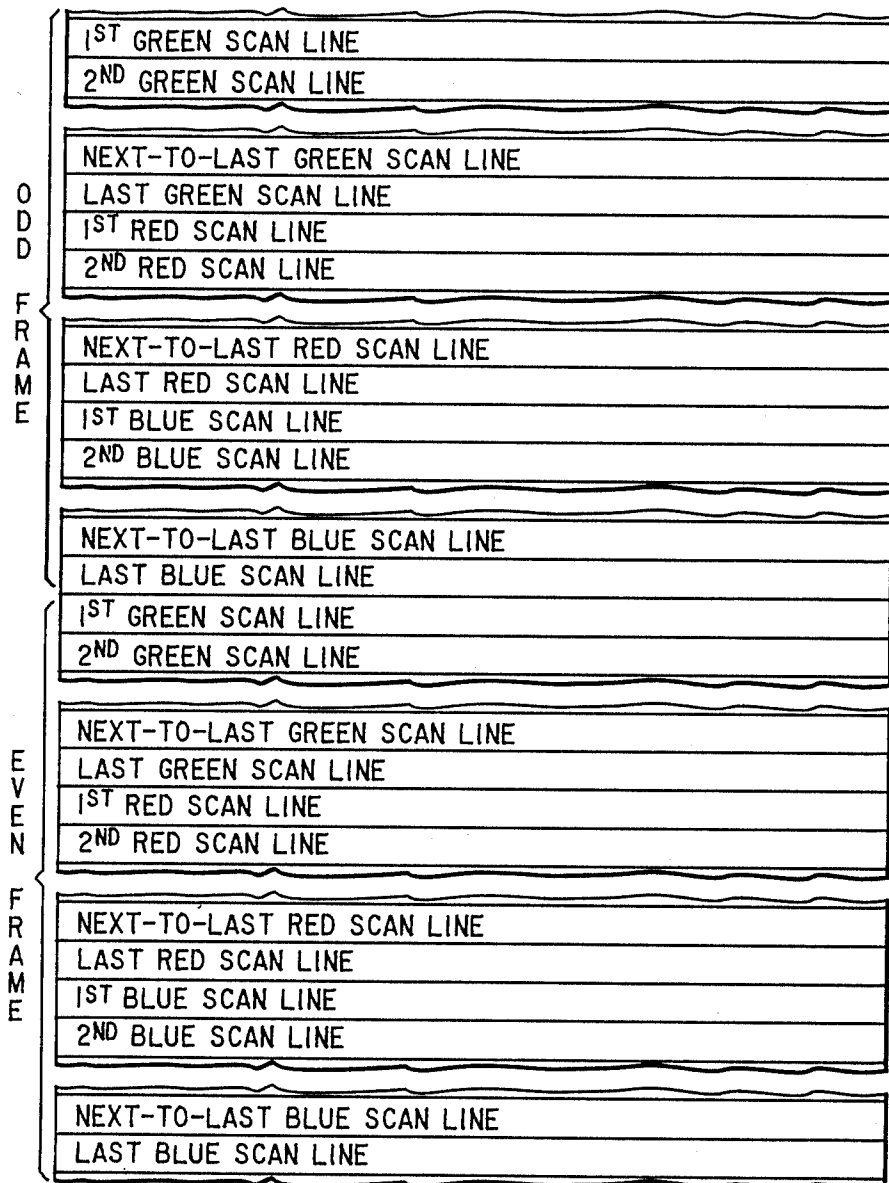 ODD FRAME
1ST GREEN SCAN LINE
2ND GREEN SCAN LINE
NEXT-TO-LAST GREEN SCAN LINE
LAST GREEN SCAN LINE
1ST RED SCAN LINE
2ND RED SCAN LINE
NEXT-TO-LAST RED SCAN LINE
LAST RED SCAN LINE
1ST BLUE SCAN LINE
2ND BLUE SCAN LINE
NEXT-TO-LAST BLUE SCAN LINE
LAST BLUE SCAN LINE
EVEN FRAME
1ST GREEN SCAN LINE
2ND GREEN SCAN LINE
NEXT-TO-LAST GREEN SCAN LINE
LAST GREEN SCAN LINE
1ST RED SCAN LINE
2ND RED SCAN LINE
NEXT-TO-LAST RED SCAN LINE
LAST RED SCAN LINE
1ST BLUE SCAN LINE
2ND BLUE SCAN LINE
NEXT-TO-LAST BLUE SCAN LINE
LAST BLUE SCAN LINE